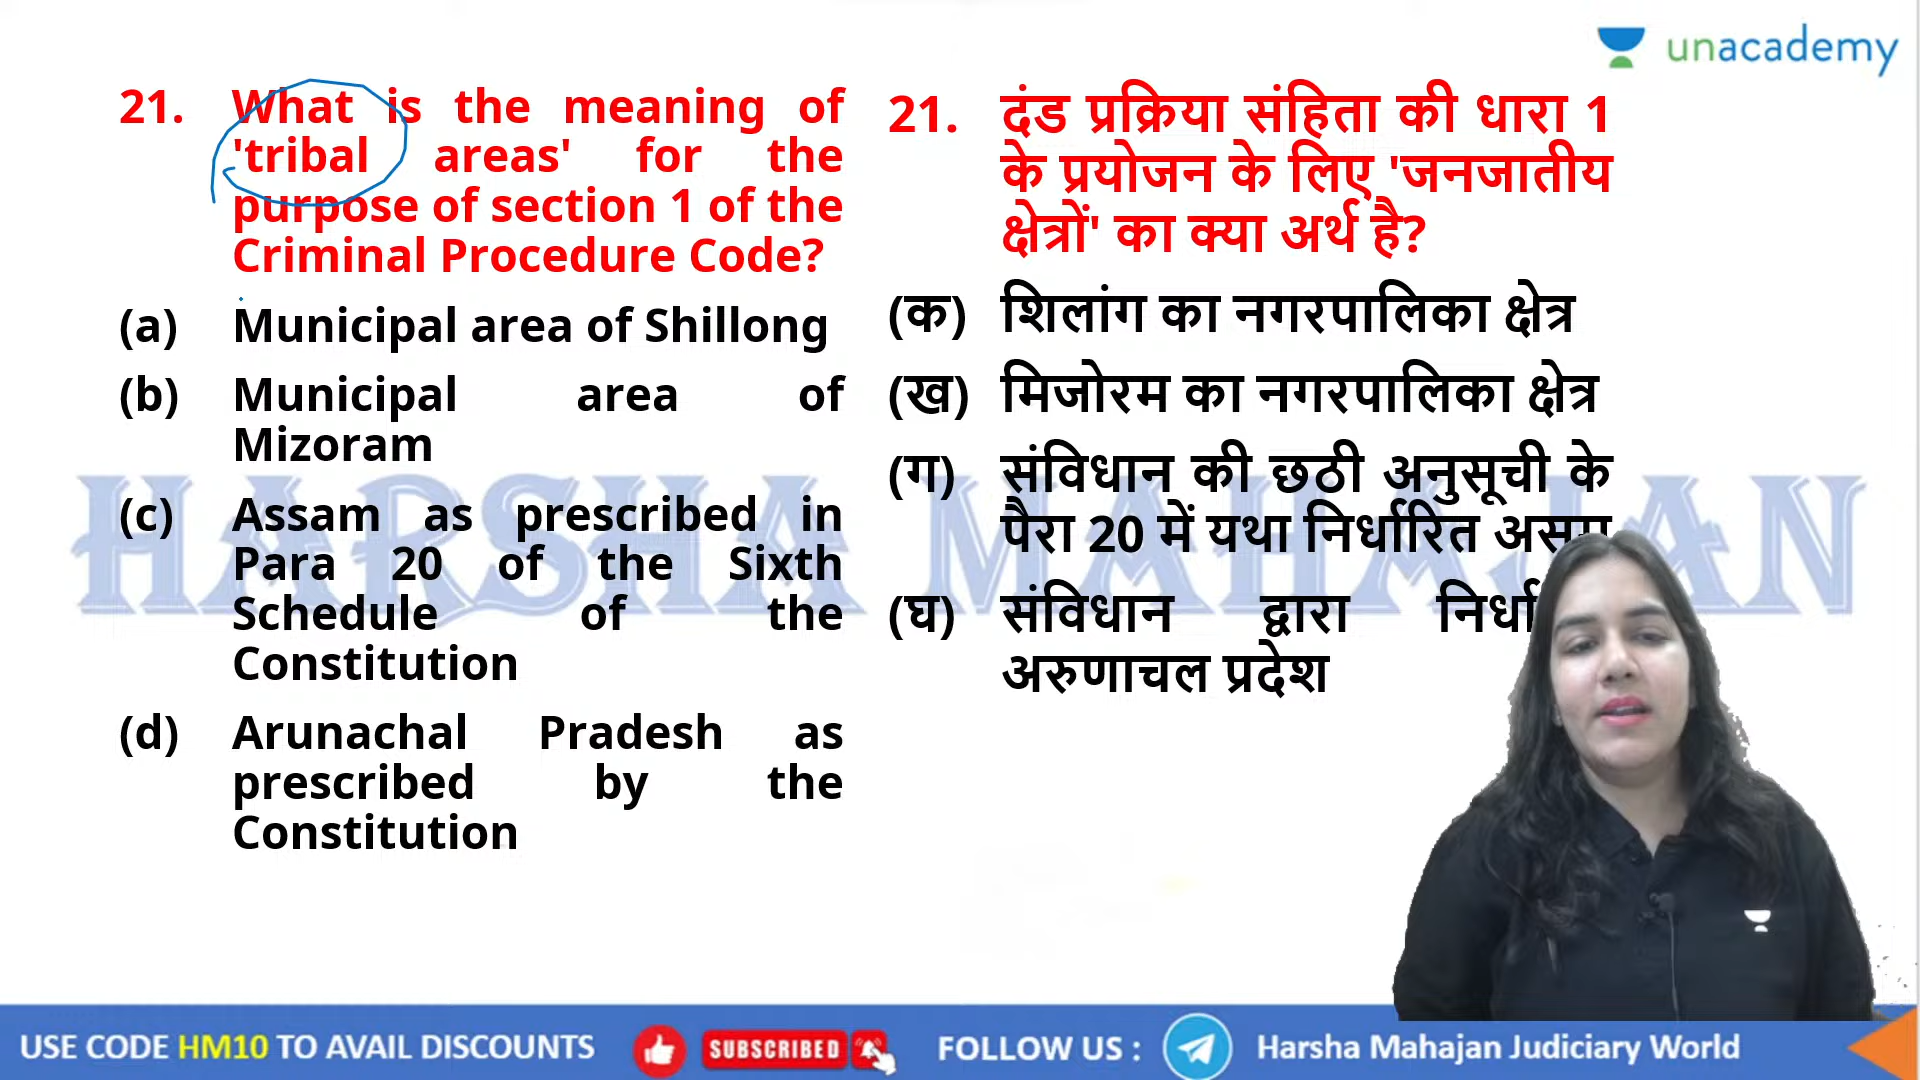 unacademy
21. What is the meaning of
'tribal areas' for the
purpose of section 1 of the
Criminal Procedure Code?
(a) Municipal area of Shillong
(b) Municipal area of
Mizoram
(c) Assam as prescribed in
Para 20 of the Sixth
Schedule of the
Constitution
(d) Arunachal Pradesh as
prescribed by the
Constitution
21. दंड प्रक्रिया संहिता की धारा 1
के प्रयोजन के लिए 'जनजातीय
क्षेत्रों' का क्या अर्थ है?
(क) शिलांग का नगरपालिका क्षेत्र
(ख) मिजोरम का नगरपालिका क्षेत्र
(ग) संविधान की छठी अनुसूची के
पैरा 20 में यथा निर्धारित असम
(घ) संविधान द्वारा
अरुणाचल प्रदेश
HARSHA MAHAJAN
USE CODE HM10 TO AVAIL DISCOUNTS
SUBSCRIBED
FOLLOW US :
Harsha Mahajan Judiciary World